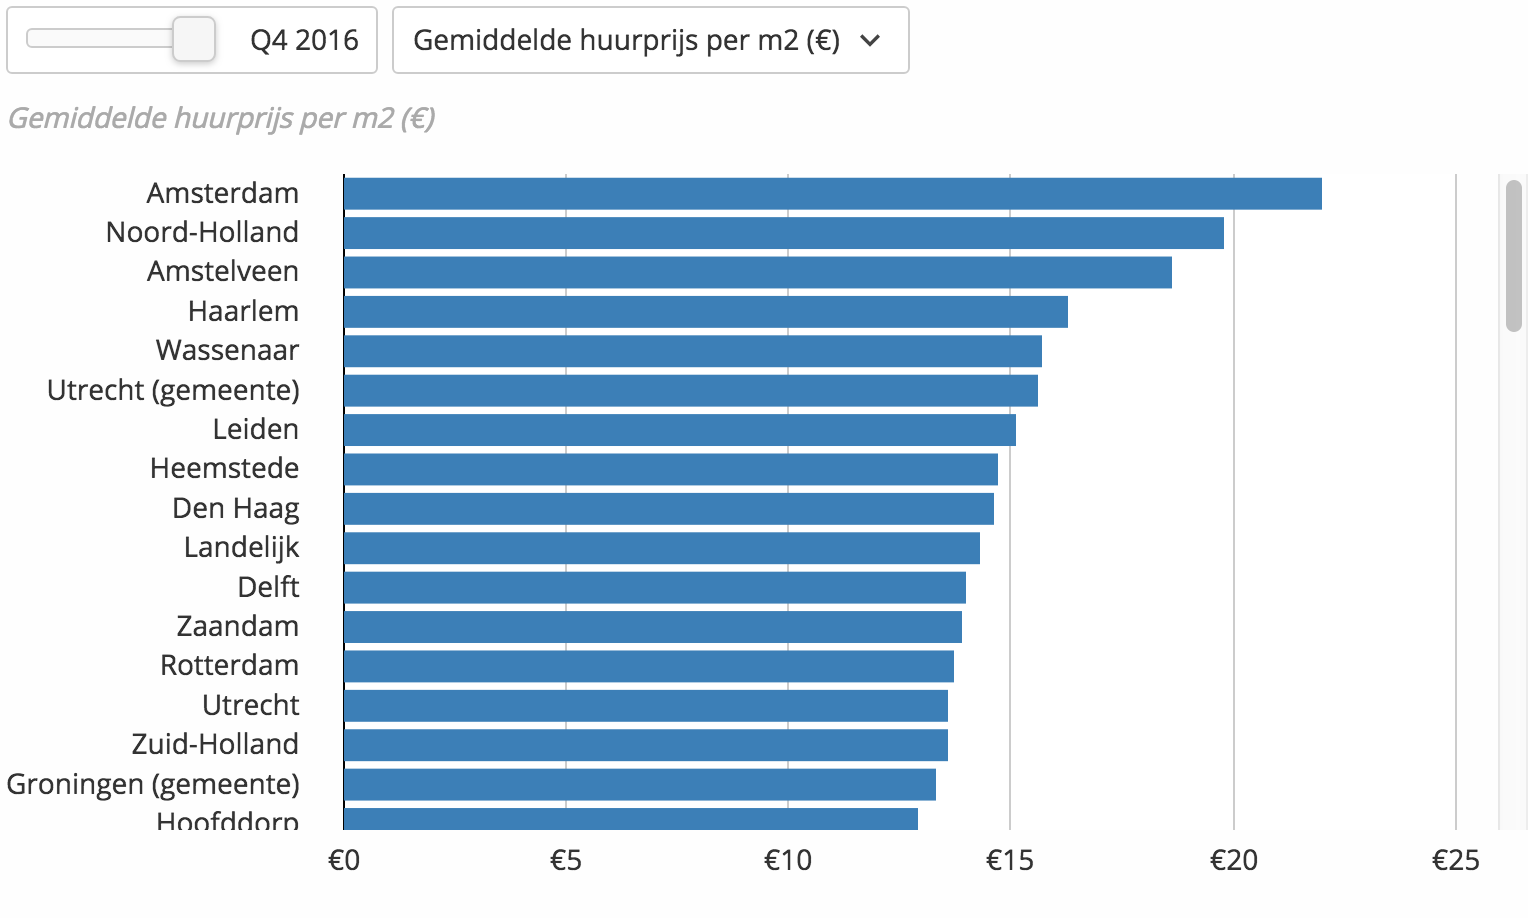 Q4 2016
Gemiddelde huurprijs per m2 (€)
Gemiddelde huurprijs per m2 (€)
Amsterdam
Noord-Holland
Amstelveen
Haarlem
Wassenaar
Utrecht (gemeente)
Leiden
Heemstede
Den Haag
Landelijk
Delft
Zaandam
Rotterdam
Utrecht
Zuid-Holland
Groningen (gemeente)
Hoofddorp
€0 €5 €10 €15 €20 €25